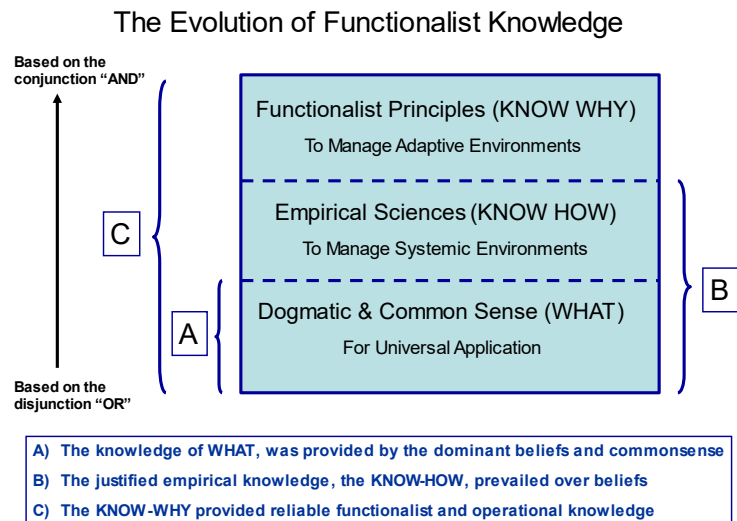 The Evolution of Functionalist Knowledge
Based on the
conjunction “AND”
Functionalist Principles (KNOW WHY)
To Manage Adaptive Environments
C
Empirical Sciences (KNOW HOW)
To Manage Systemic Environments
B
A
Dogmatic & Common Sense (WHAT)
For Universal Application
Based on the
disjunction “OR”
A) The knowledge of WHAT, was provided by the dominant beliefs and commonsense
B) The justified empirical knowledge, the KNOW-HOW, prevailed over beliefs
C) The KNOW-WHY provided reliable functionalist and operational knowledge